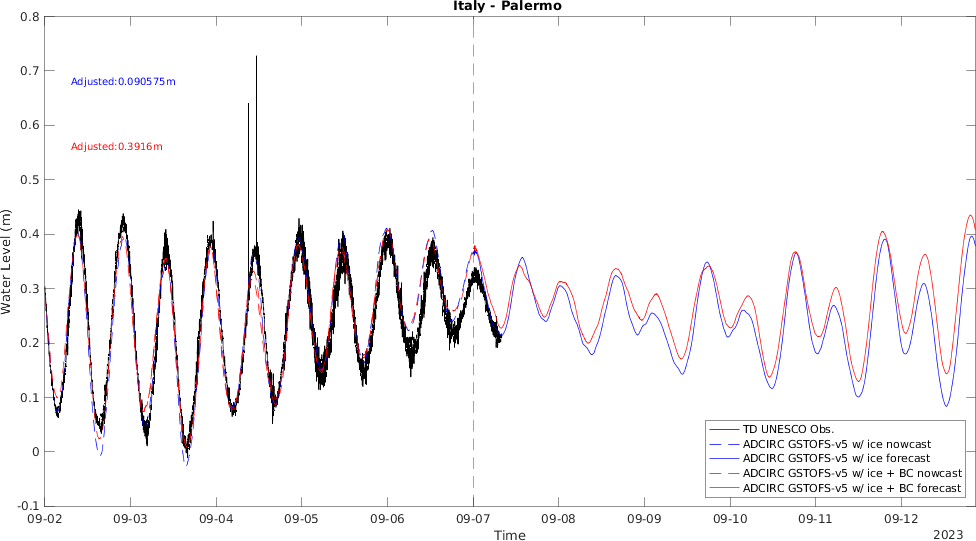 Italy - Palermo
0.8
0.7
0.6
0.5
0.4
0.3
0.2
0.1
0
-0.1
Water Level (m)
Adjusted:0.090575m
Adjusted:0.3916m
TD UNESCO Obs.
ADCIRC GSTOFS-v5 w/ ice nowcast
ADCIRC GSTOFS-v5 w/ ice forecast
ADCIRC GSTOFS-v5 w/ ice + BC nowcast
ADCIRC GSTOFS-v5 w/ ice + BC forecast
09-02 09-03 09-04 09-05 09-06 09-07 09-08 09-09 09-10 09-11 09-12
Time
2023